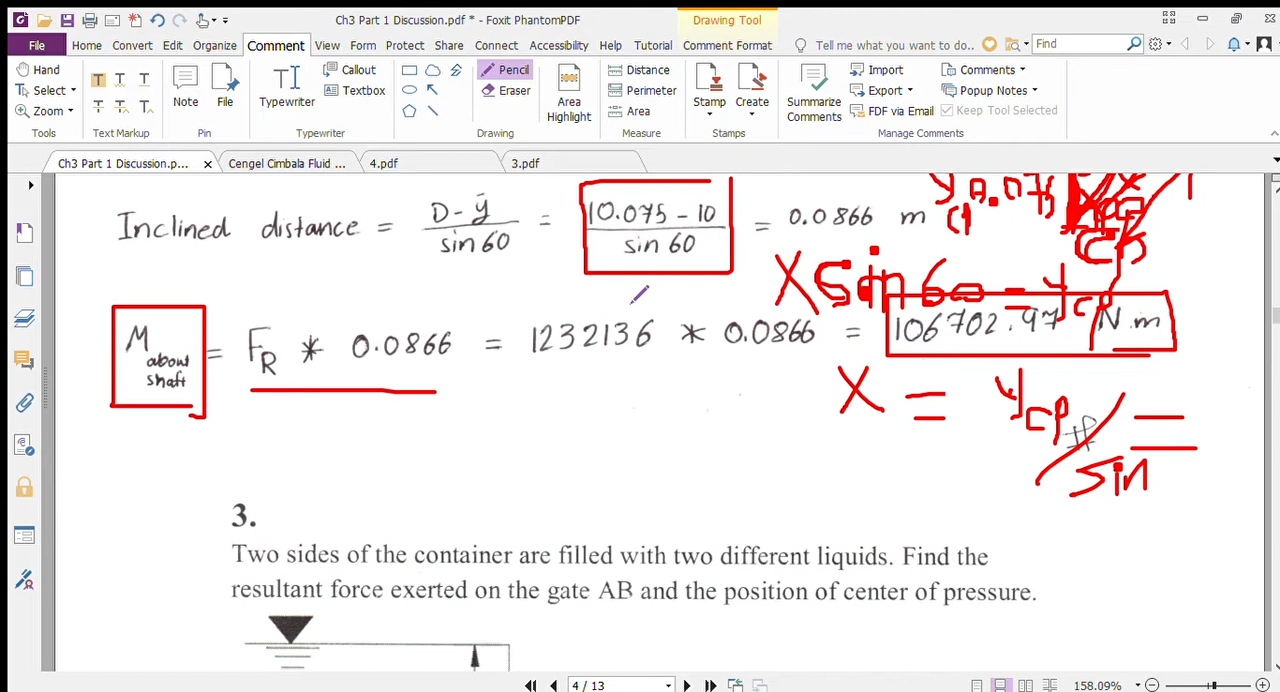 Ch3 Part 1 Discussion.pdf * - Foxit PhantomPDF
Drawing Tool
File Home Convert Edit Organize Comment View Form Protect Share Connect Accessibility Help Tutorial Comment Format Tell me what you want to do.. Find
Hand Callout Pencil Distance Import Comments
Select Note File Typewriter Textbox Eraser Area Highlight Perimeter Stamp Create Summarize Comments Export Popup Notes
Zoom Area FDF via Email Keep Tool Selected
Tools Text Markup Pin Typewriter Drawing Measure Stamps Manage Comments
Ch3 Part 1 Discussion.p... × Cengel Cimbala Fluid ... 4.pdf 3.pdf
Inclined distance = D-ȳ / sin 60 = 10.075 - 10 / sin 60 = 0.0866 m
CP
X sin 60 = y CP
M about shaft = F_R * 0.0866 = 1232136 * 0.0866 = 106702.97 N.m
X = y CP / sin =
#
3.
Two sides of the container are filled with two different liquids. Find the
resultant force exerted on the gate AB and the position of center of pressure.
4 / 13
158.09%